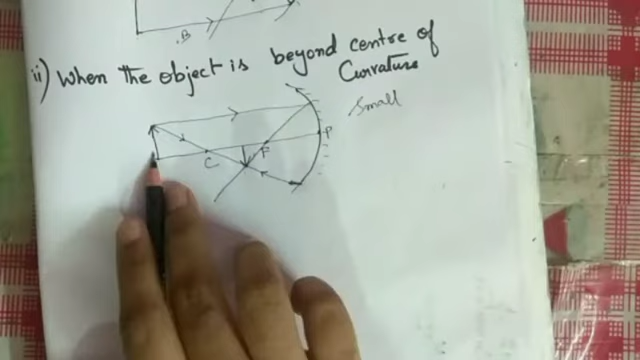 .B
ii) When the object is beyond centre of
Curvature
Small
P
C
F